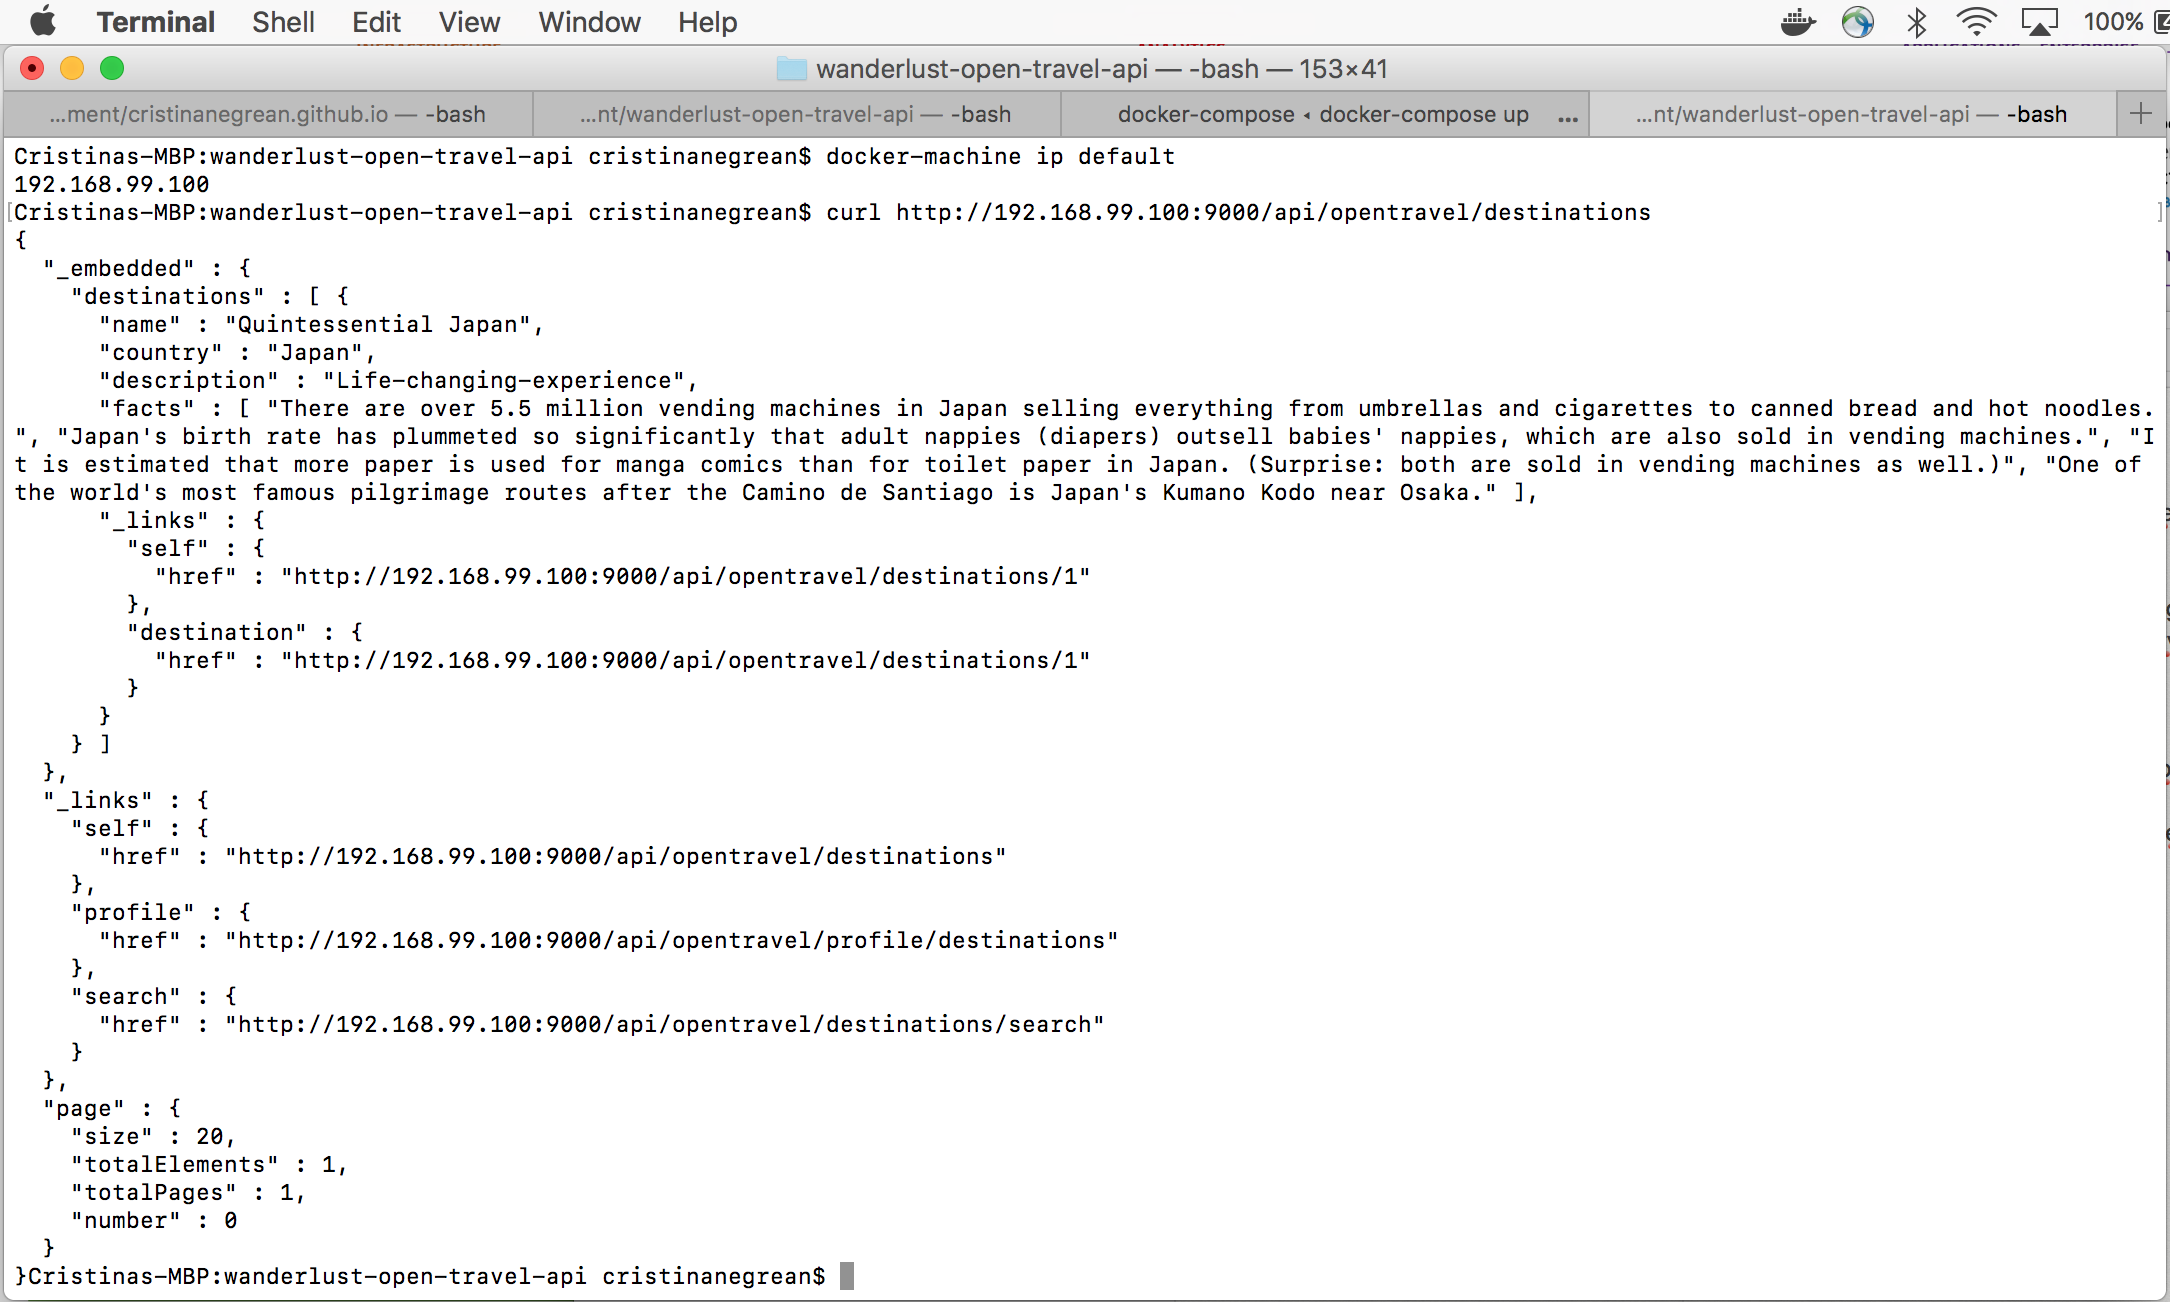 Terminal Shell Edit View Window Help 100%
wanderlust-open-travel-api — -bash — 153×41
...ment/cristinanegrean.github.io — -bash ...nt/wanderlust-open-travel-api — -bash docker-compose ◂ docker-compose up ... ...nt/wanderlust-open-travel-api — -bash +
Cristinas-MBP:wanderlust-open-travel-api cristinanegrean$ docker-machine ip default
192.168.99.100
[Cristinas-MBP:wanderlust-open-travel-api cristinanegrean$ curl http://192.168.99.100:9000/api/opentravel/destinations ]
{
  "_embedded" : {
    "destinations" : [ {
      "name" : "Quintessential Japan",
      "country" : "Japan",
      "description" : "Life-changing-experience",
      "facts" : [ "There are over 5.5 million vending machines in Japan selling everything from umbrellas and cigarettes to canned bread and hot noodles.
", "Japan's birth rate has plummeted so significantly that adult nappies (diapers) outsell babies' nappies, which are also sold in vending machines.", "I
t is estimated that more paper is used for manga comics than for toilet paper in Japan. (Surprise: both are sold in vending machines as well.)", "One of
the world's most famous pilgrimage routes after the Camino de Santiago is Japan's Kumano Kodo near Osaka." ],
      "_links" : {
        "self" : {
          "href" : "http://192.168.99.100:9000/api/opentravel/destinations/1"
        },
        "destination" : {
          "href" : "http://192.168.99.100:9000/api/opentravel/destinations/1"
        }
      }
    } ]
  },
  "_links" : {
    "self" : {
      "href" : "http://192.168.99.100:9000/api/opentravel/destinations"
    },
    "profile" : {
      "href" : "http://192.168.99.100:9000/api/opentravel/profile/destinations"
    },
    "search" : {
      "href" : "http://192.168.99.100:9000/api/opentravel/destinations/search"
    }
  },
  "page" : {
    "size" : 20,
    "totalElements" : 1,
    "totalPages" : 1,
    "number" : 0
  }
}Cristinas-MBP:wanderlust-open-travel-api cristinanegrean$